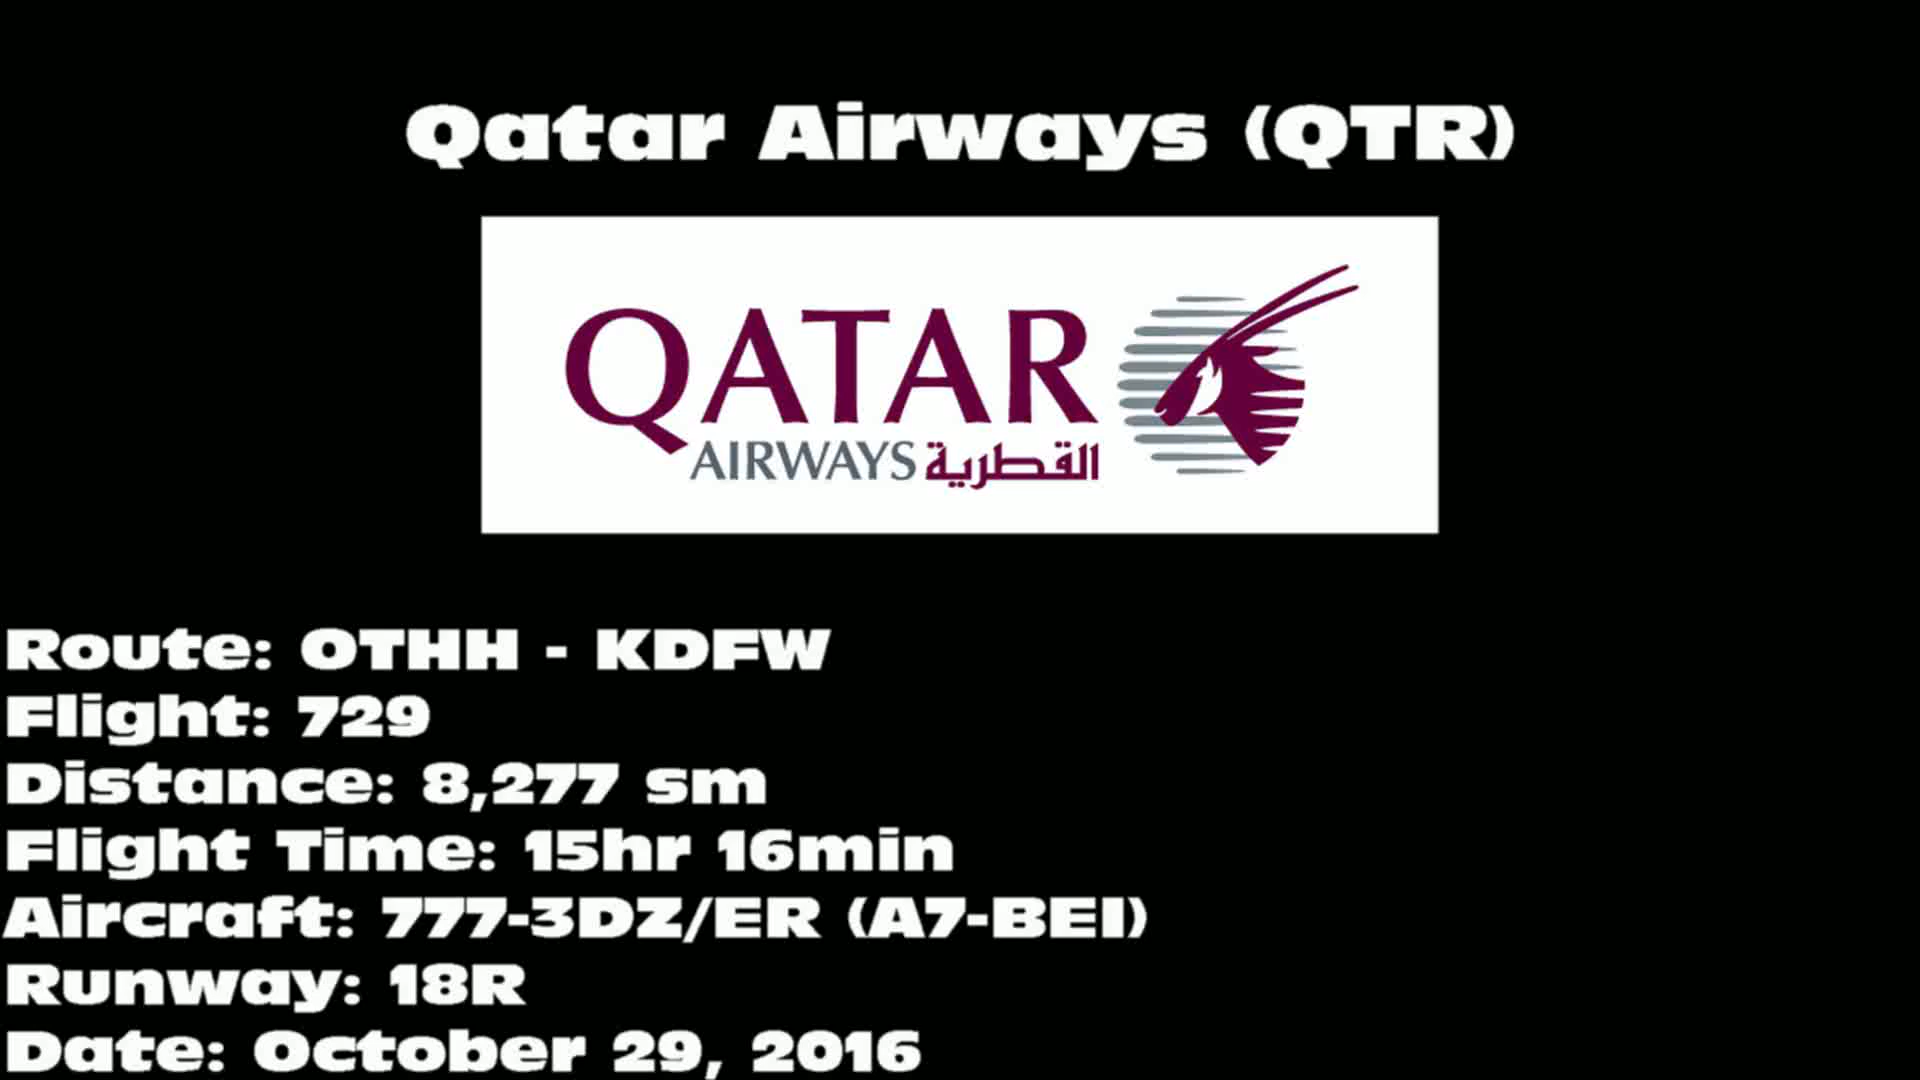 Qatar Airways (QTR)
QATAR
AIRWAYS القطرية
Route: OTHH - KDFW
Flight: 729
Distance: 8,277 sm
Flight Time: 15hr 16min
Aircraft: 777-3DZ/ER (A7-BEI)
Runway: 18R
Date: October 29, 2016